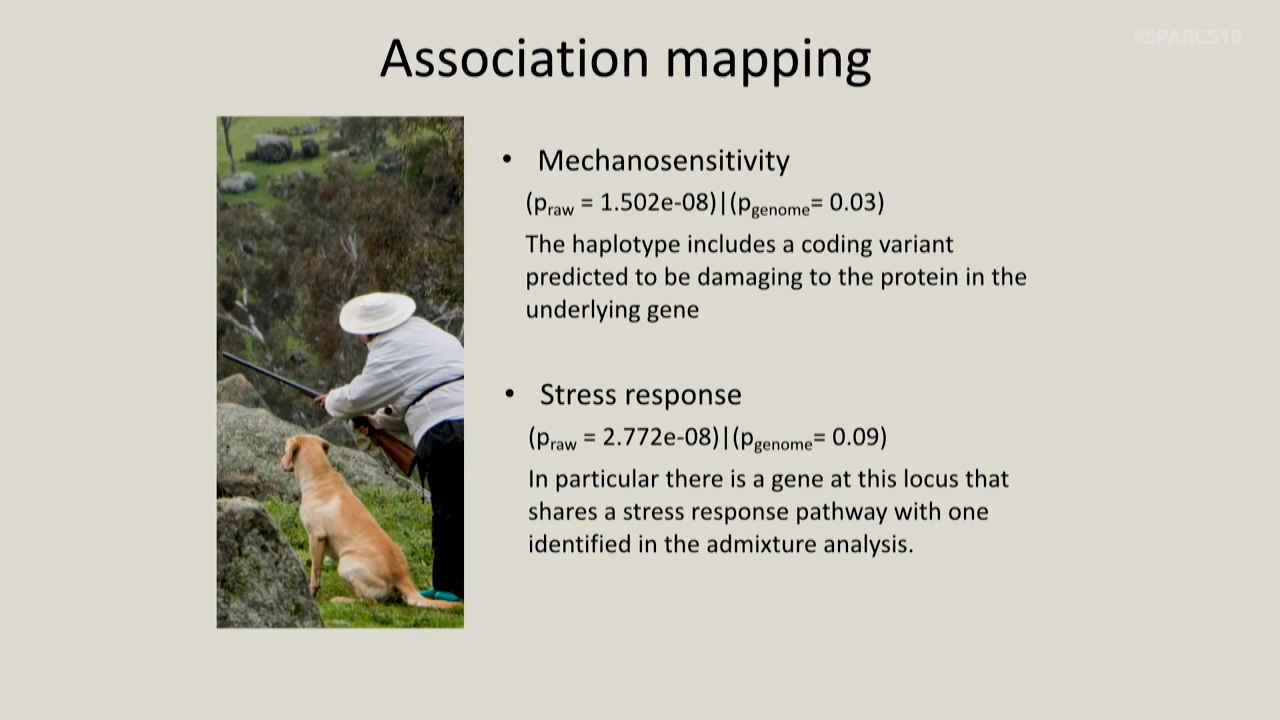 #SPARCS18
Association mapping
• Mechanosensitivity
(praw = 1.502e-08)|(pgenome= 0.03)
The haplotype includes a coding variant
predicted to be damaging to the protein in the
underlying gene
• Stress response
(praw = 2.772e-08)|(pgenome= 0.09)
In particular there is a gene at this locus that
shares a stress response pathway with one
identified in the admixture analysis.